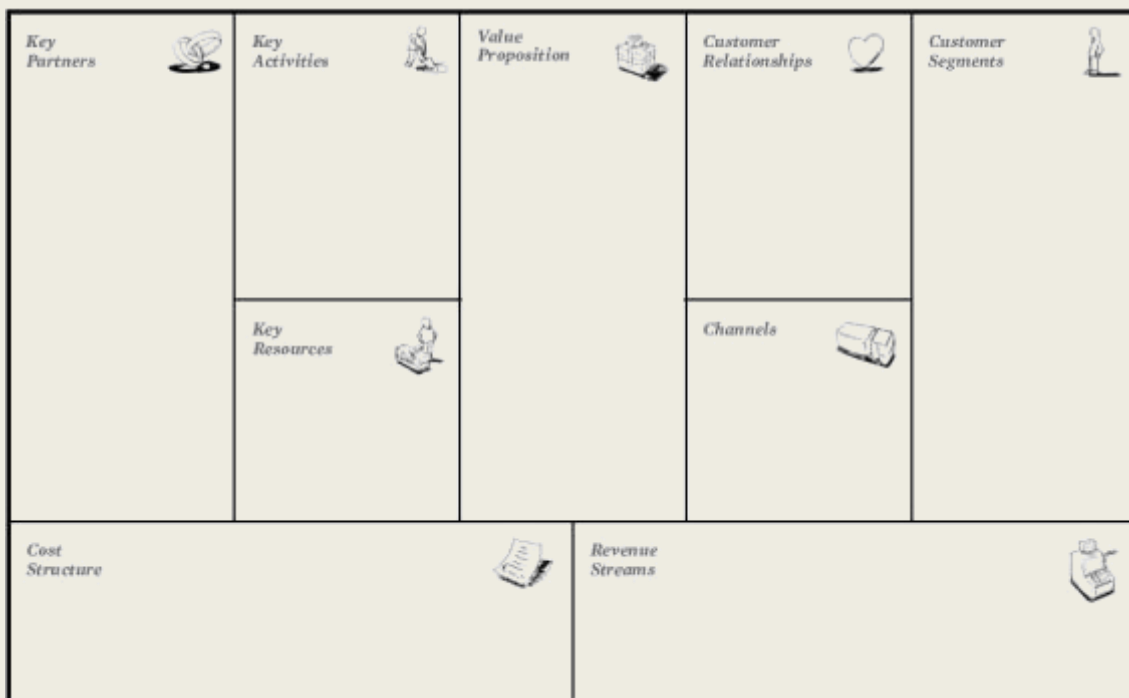 Key
Partners
Key
Activities
Value
Proposition
Customer
Relationships
Customer
Segments
Key
Resources
Channels
Cost
Structure
Revenue
Streams